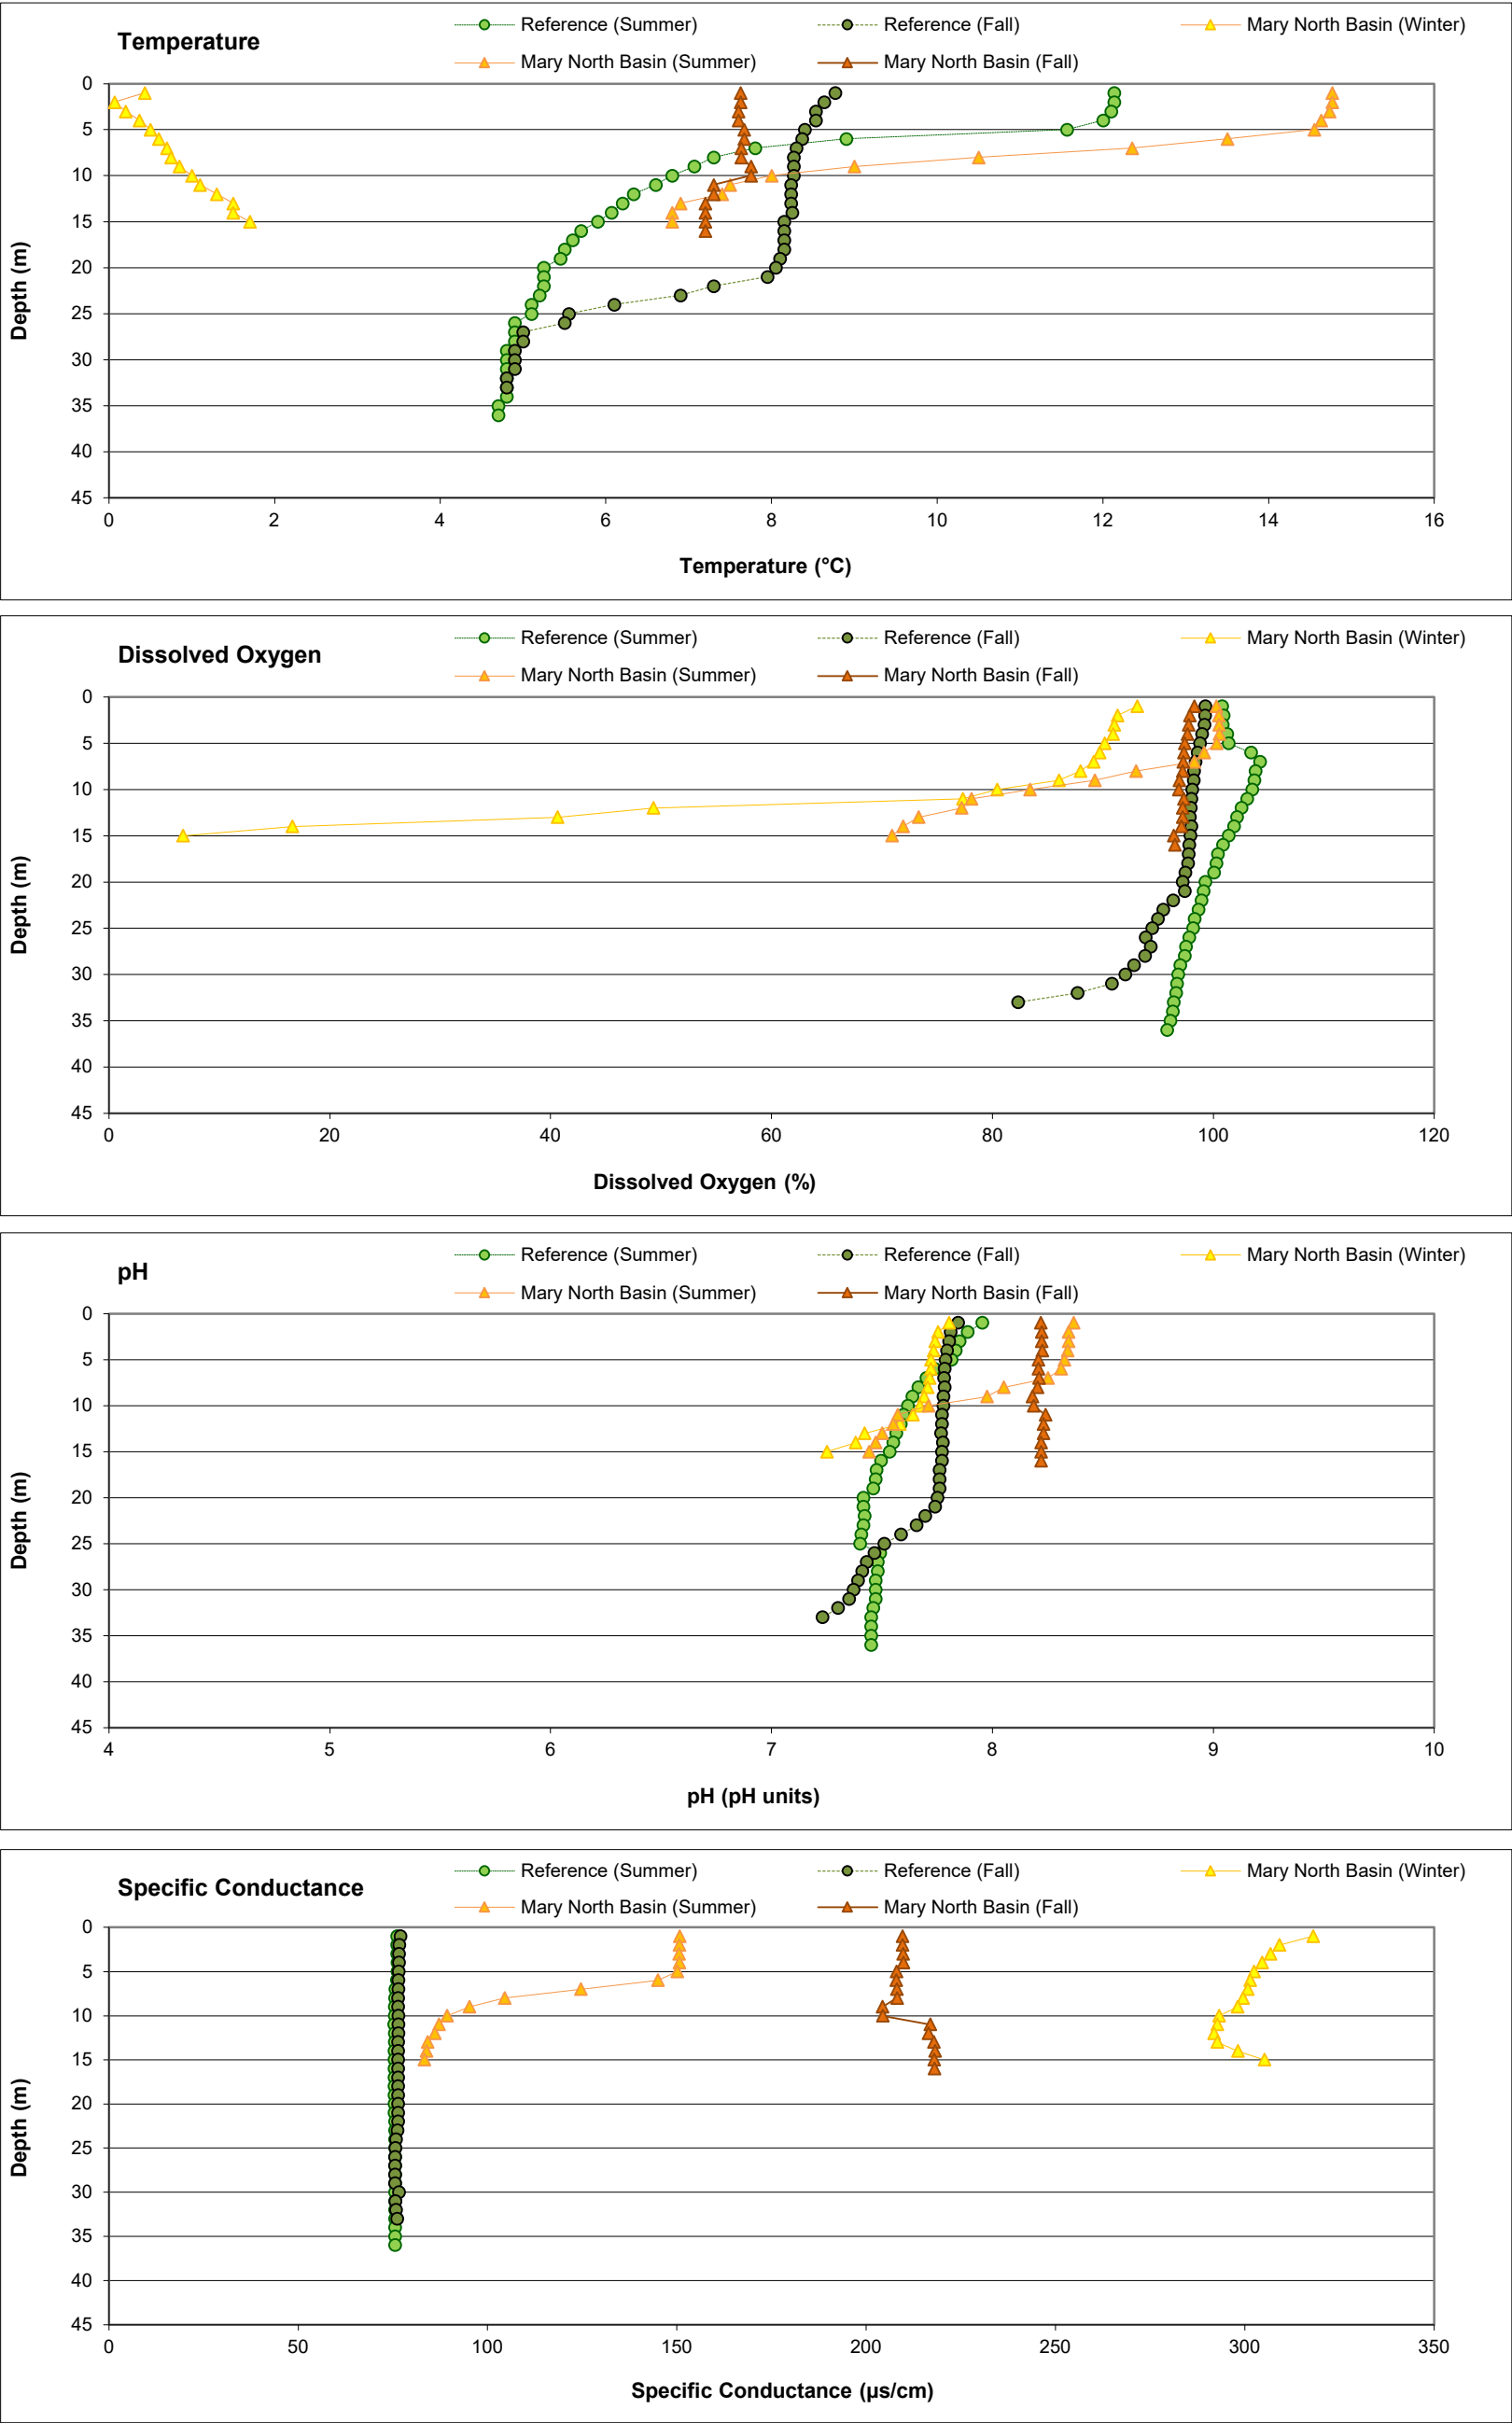 Temperature
Reference (Summer)
Reference (Fall)
Mary North Basin (Winter)
Mary North Basin (Summer)
Mary North Basin (Fall)
Depth (m)
0
5
10
15
20
25
30
35
40
45
0 2 4 6 8 10 12 14 16
Temperature (°C)
Dissolved Oxygen
Reference (Summer)
Reference (Fall)
Mary North Basin (Winter)
Mary North Basin (Summer)
Mary North Basin (Fall)
Depth (m)
0
5
10
15
20
25
30
35
40
45
0 20 40 60 80 100 120
Dissolved Oxygen (%)
pH
Reference (Summer)
Reference (Fall)
Mary North Basin (Winter)
Mary North Basin (Summer)
Mary North Basin (Fall)
Depth (m)
0
5
10
15
20
25
30
35
40
45
4 5 6 7 8 9 10
pH (pH units)
Specific Conductance
Reference (Summer)
Reference (Fall)
Mary North Basin (Winter)
Mary North Basin (Summer)
Mary North Basin (Fall)
Depth (m)
0
5
10
15
20
25
30
35
40
45
0 50 100 150 200 250 300 350
Specific Conductance (µs/cm)